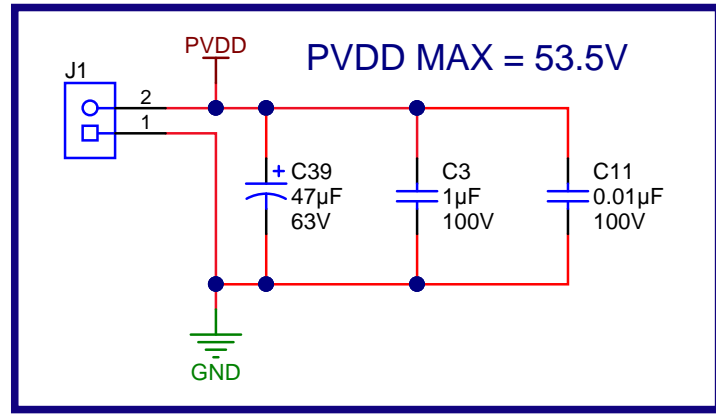 PVDD
PVDD MAX = 53.5V
J1
2
1
+
C39
47µF
63V
C3
1µF
100V
C11
0.01µF
100V
GND